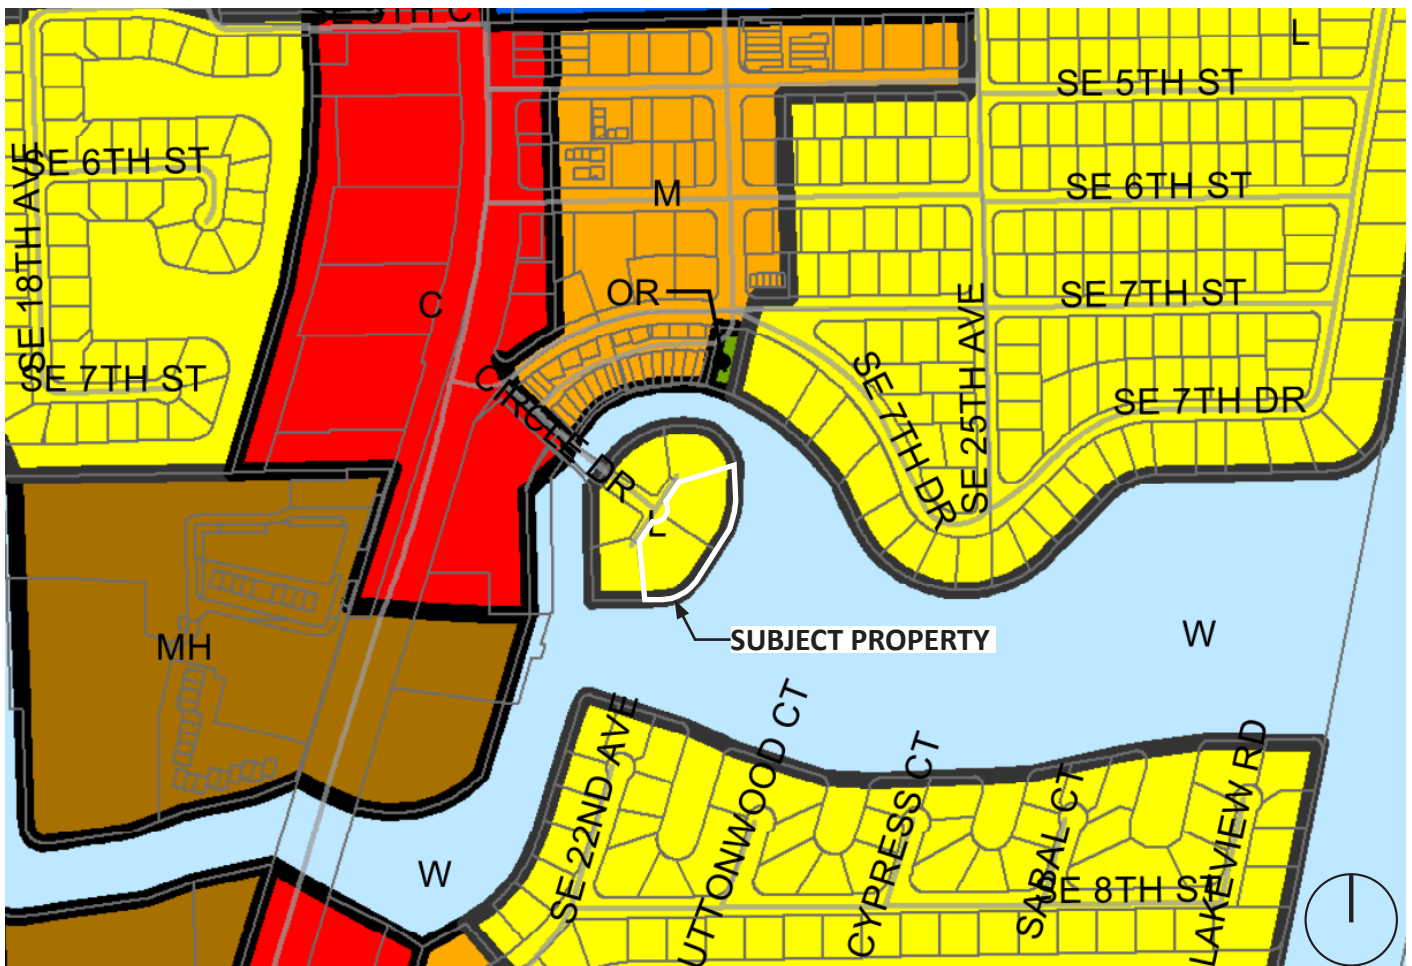 L
SE 5TH ST
SE 6TH ST
SE 18TH AVE
SE 6TH ST
M
OR
C
SE 7TH ST
SE 7TH ST
SE 25TH AVE
SE 7TH DR
SE 7TH DR
CIRCLE DR
L
SUBJECT PROPERTY
W
MH
SE 22ND AVE
UTTONWOOD CT
CYPRESS CT
SABAL CT
LAKEVIEW RD
SE 8TH ST
W